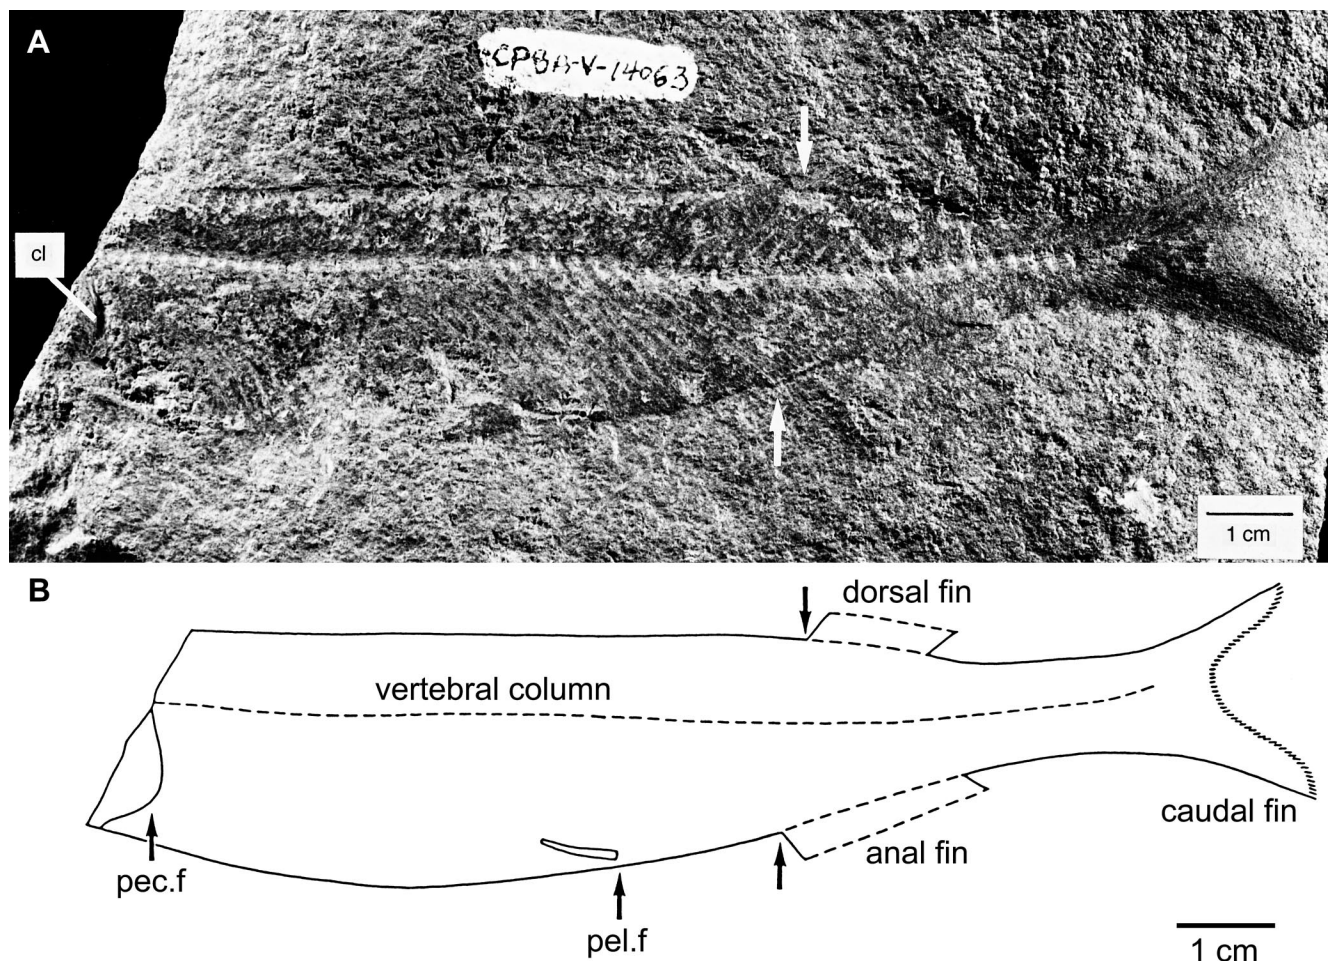 A
CPBA-V-14063
cl
1 cm
B
dorsal fin
vertebral column
caudal fin
anal fin
pec.f
pel.f
1 cm